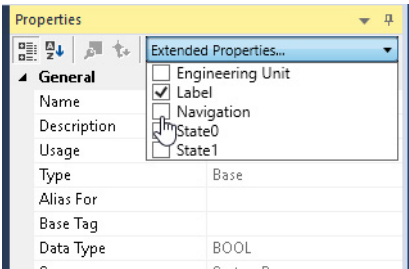 Properties
Extended Properties...
Engineering Unit
Label
Navigation
State0
State1
General
Name
Description
Usage
Type Base
Alias For
Base Tag
Data Type BOOL